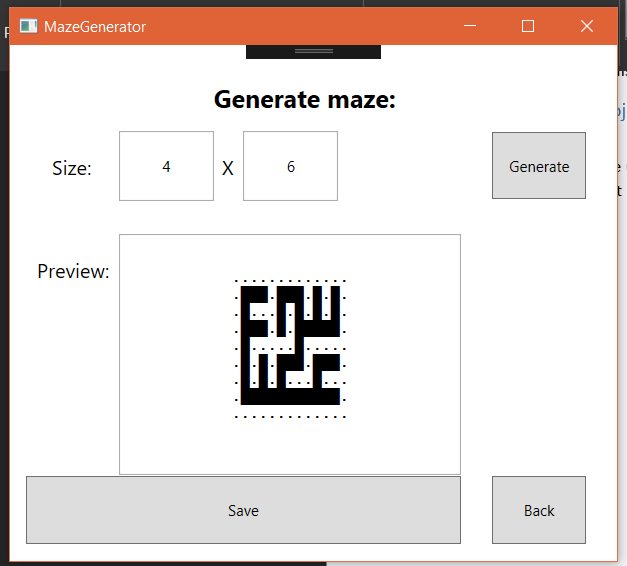 MazeGenerator
Generate maze:
Size:
4
X
6
Generate
Preview:
.............
.███.███.█.█.
.█...█.█.█.█.
.███.█.█████.
.█.....█.....
.█.█.███.███.
.█.█.█...█...
.███████████.
.............
Save
Back